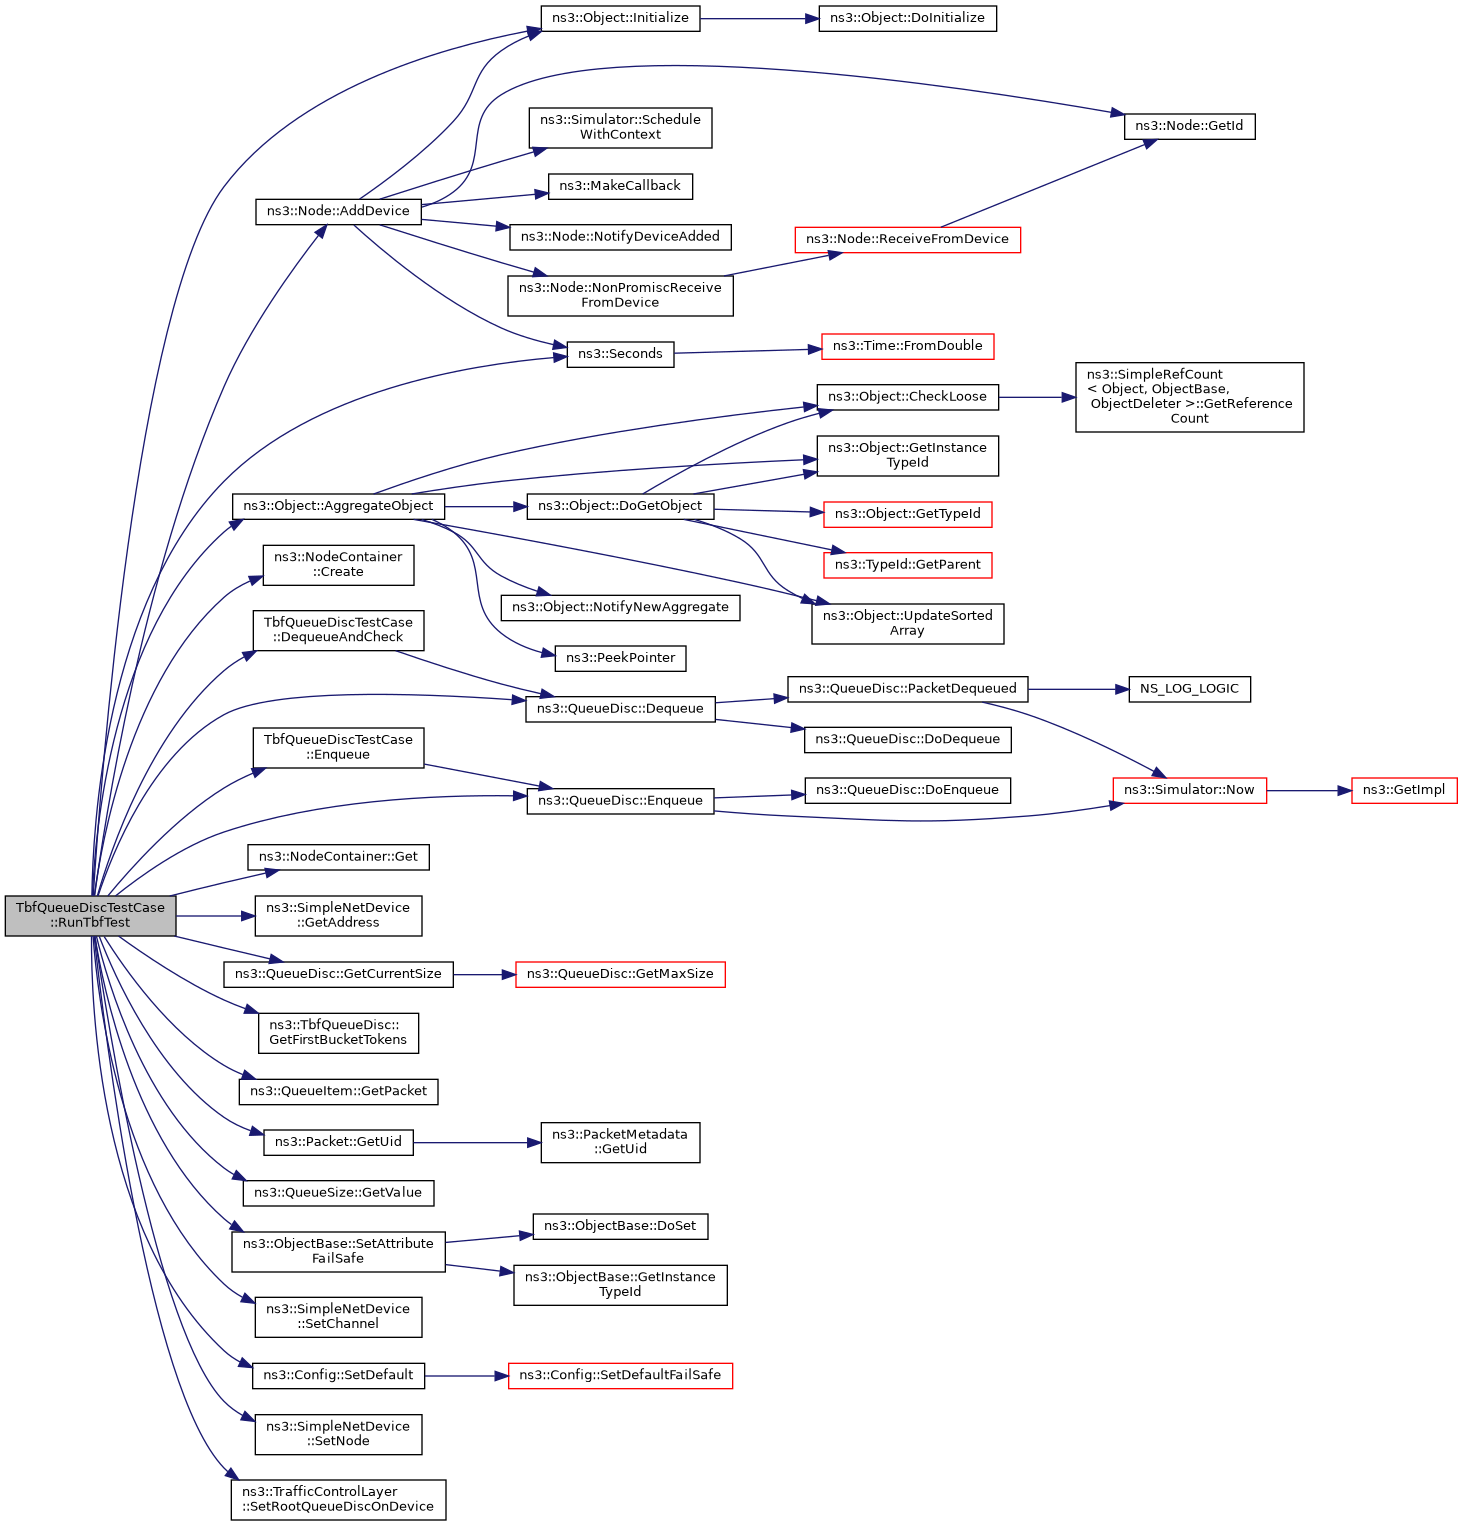 ns3::Object::Initialize
ns3::Object::DoInitialize
ns3::Simulator::Schedule
WithContext
ns3::Node::GetId
ns3::MakeCallback
ns3::Node::AddDevice
ns3::Node::NotifyDeviceAdded
ns3::Node::ReceiveFromDevice
ns3::Node::NonPromiscReceive
FromDevice
ns3::Seconds
ns3::Time::FromDouble
ns3::Object::CheckLoose
ns3::SimpleRefCount
< Object, ObjectBase,
ObjectDeleter >::GetReference
Count
ns3::Object::GetInstance
TypeId
ns3::Object::AggregateObject
ns3::Object::DoGetObject
ns3::Object::GetTypeId
ns3::NodeContainer
::Create
ns3::TypeId::GetParent
ns3::Object::NotifyNewAggregate
ns3::Object::UpdateSorted
Array
TbfQueueDiscTestCase
::DequeueAndCheck
ns3::PeekPointer
ns3::QueueDisc::PacketDequeued
NS_LOG_LOGIC
ns3::QueueDisc::Dequeue
ns3::QueueDisc::DoDequeue
TbfQueueDiscTestCase
::Enqueue
ns3::QueueDisc::Enqueue
ns3::QueueDisc::DoEnqueue
ns3::Simulator::Now
ns3::GetImpl
ns3::NodeContainer::Get
TbfQueueDiscTestCase
::RunTbfTest
ns3::SimpleNetDevice
::GetAddress
ns3::QueueDisc::GetCurrentSize
ns3::QueueDisc::GetMaxSize
ns3::TbfQueueDisc::
GetFirstBucketTokens
ns3::QueueItem::GetPacket
ns3::Packet::GetUid
ns3::PacketMetadata
::GetUid
ns3::QueueSize::GetValue
ns3::ObjectBase::SetAttribute
FailSafe
ns3::ObjectBase::DoSet
ns3::ObjectBase::GetInstance
TypeId
ns3::SimpleNetDevice
::SetChannel
ns3::Config::SetDefault
ns3::Config::SetDefaultFailSafe
ns3::SimpleNetDevice
::SetNode
ns3::TrafficControlLayer
::SetRootQueueDiscOnDevice